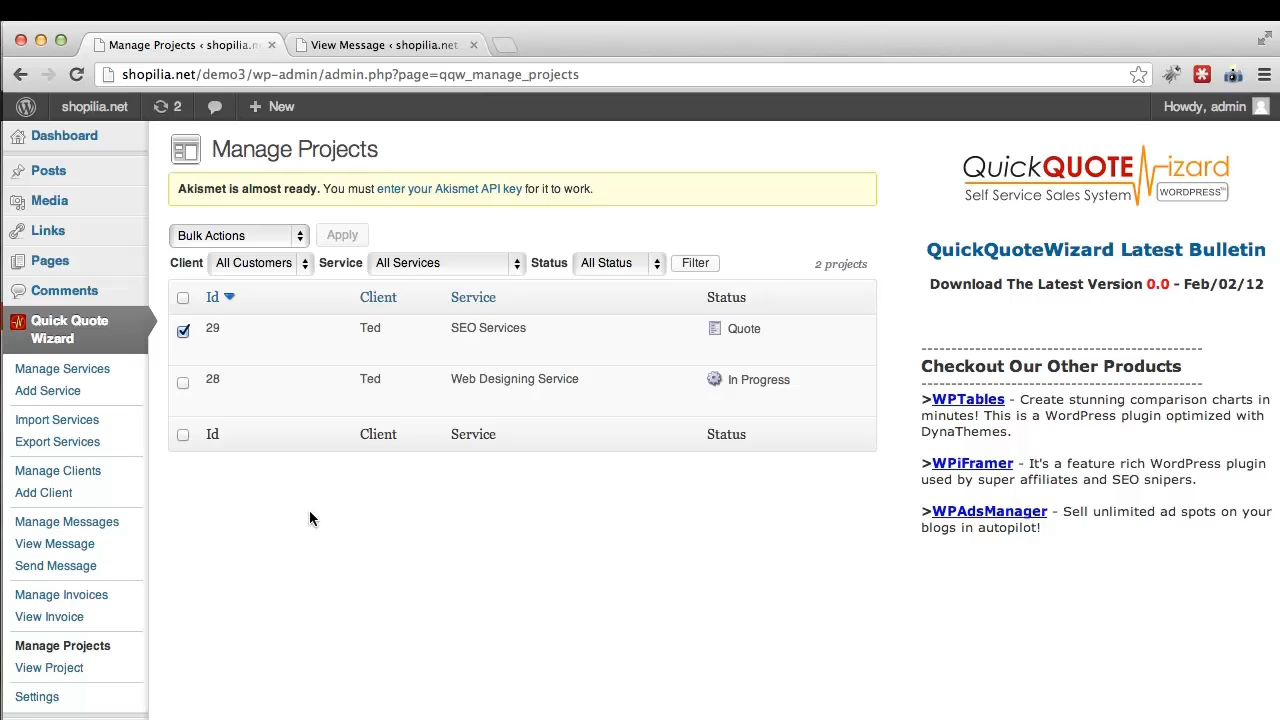 Manage Projects ‹ shopilia.n
View Message ‹ shopilia.net
shopilia.net/demo3/wp-admin/admin.php?page=qqw_manage_projects
shopilia.net
2
New
Howdy, admin
Dashboard
Posts
Media
Links
Pages
Comments
Quick Quote
Wizard
Manage Services
Add Service
Import Services
Export Services
Manage Clients
Add Client
Manage Messages
View Message
Send Message
Manage Invoices
View Invoice
Manage Projects
View Project
Settings
Manage Projects
Akismet is almost ready. You must enter your Akismet API key for it to work.
Bulk Actions
Apply
Client All Customers Service All Services Status All Status Filter 2 projects
Id Client Service Status
29 Ted SEO Services Quote
28 Ted Web Designing Service In Progress
Id Client Service Status
QuickQUOTE Wizard
Self Service Sales System WORDPRESS™
QuickQuoteWizard Latest Bulletin
Download The Latest Version 0.0 - Feb/02/12
----------------------------------------
Checkout Our Other Products
----------------------------------------
>WPTables - Create stunning comparison charts in
minutes! This is a WordPress plugin optimized with
DynaThemes.
>WPiFramer - It's a feature rich WordPress plugin
used by super affiliates and SEO snipers.
>WPAdsManager - Sell unlimited ad spots on your
blogs in autopilot!